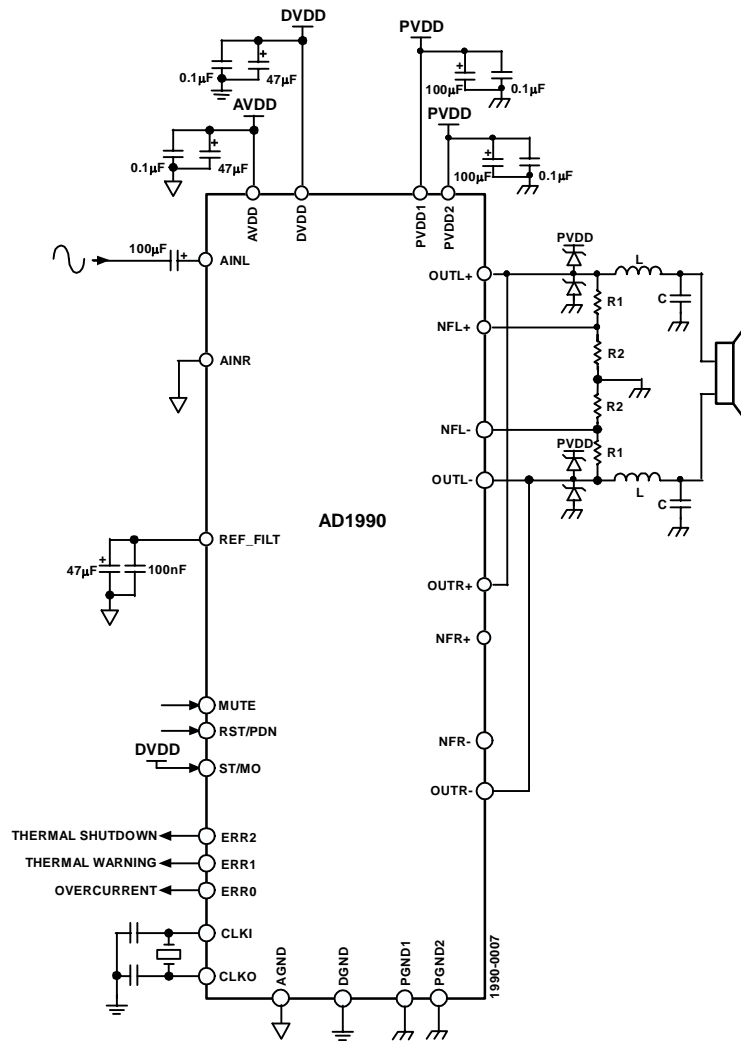 DVDD
PVDD
0.1µF
47µF
100µF
0.1µF
AVDD
PVDD
0.1µF
47µF
100µF
0.1µF
AVDD
DVDD
PVDD1
PVDD2
100µF
AINL
OUTL+
PVDD
L
C
R1
NFL+
AINR
R2
R2
NFL-
PVDD
R1
OUTL-
L
C
AD1990
REF_FILT
47µF
100nF
OUTR+
NFR+
MUTE
RST/PDN
NFR-
DVDD
ST/MO
OUTR-
THERMAL SHUTDOWN
ERR2
THERMAL WARNING
ERR1
OVERCURRENT
ERR0
CLKI
CLKO
AGND
DGND
PGND1
PGND2
1990-0007